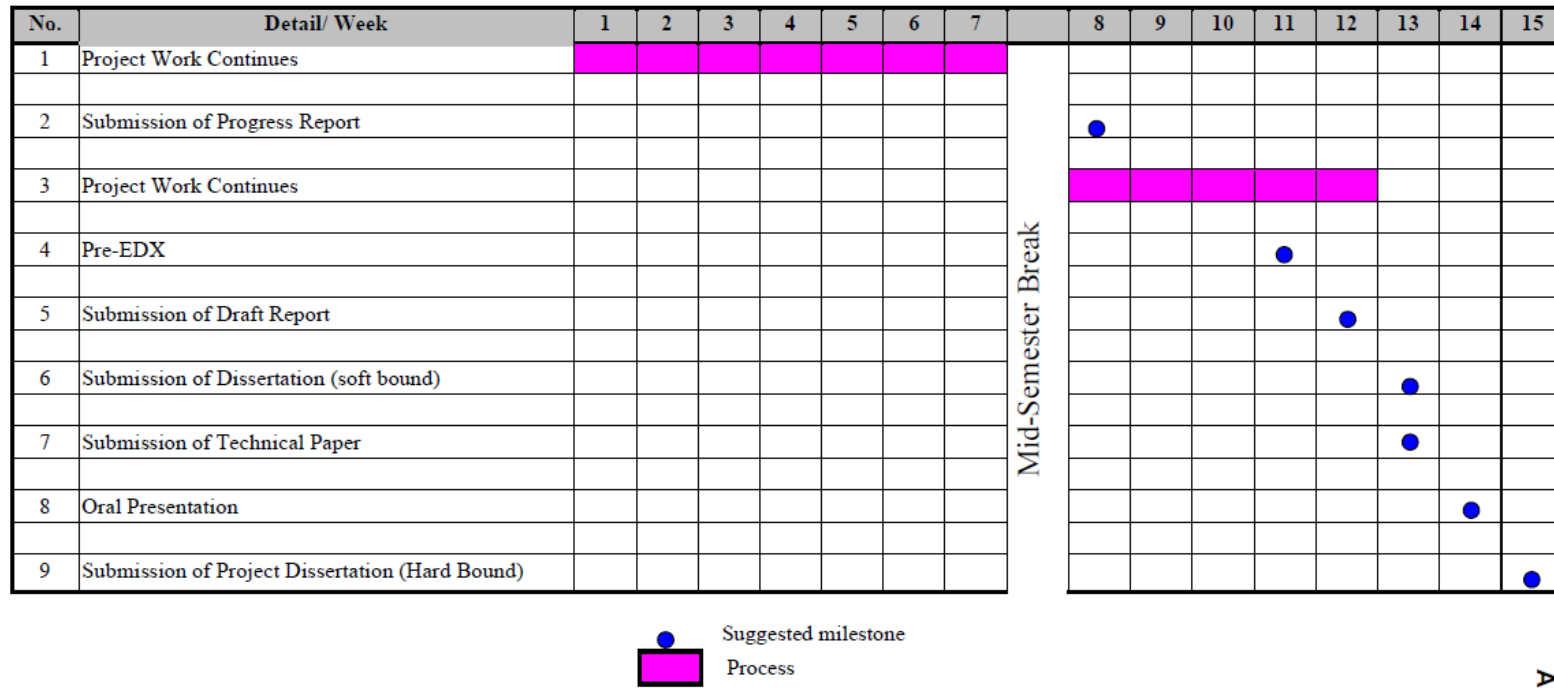 No. Detail/ Week 1 2 3 4 5 6 7 8 9 10 11 12 13 14 15
1 Project Work Continues
2 Submission of Progress Report
3 Project Work Continues
4 Pre-EDX
5 Submission of Draft Report
6 Submission of Dissertation (soft bound)
7 Submission of Technical Paper
8 Oral Presentation
9 Submission of Project Dissertation (Hard Bound)
Mid-Semester Break
Suggested milestone
Process
A